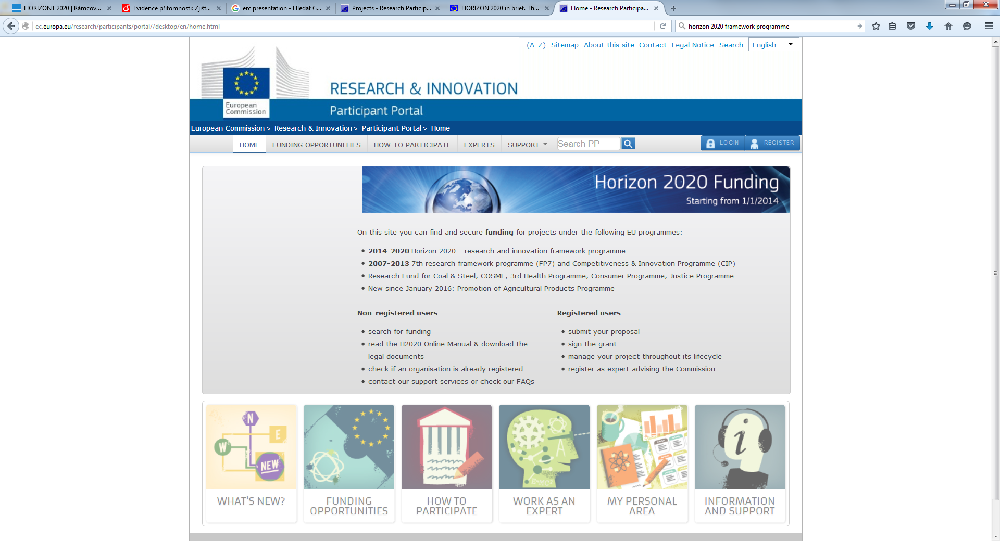 HORIZONT 2020 | Rámcov...
Evidence přítomnosti: Zjišt...
erc presentation - Hledat G...
Projects - Research Particip...
HORIZON 2020 in brief. Th...
Home - Research Participa...
ec.europa.eu/research/participants/portal//desktop/en/home.html
horizon 2020 framework programme
(A-Z) Sitemap About this site Contact Legal Notice Search English
RESEARCH & INNOVATION
European
Commission
Participant Portal
European Commission > Research & Innovation > Participant Portal > Home
HOME FUNDING OPPORTUNITIES HOW TO PARTICIPATE EXPERTS SUPPORT Search PP LOGIN REGISTER
Horizon 2020 Funding
Starting from 1/1/2014
On this site you can find and secure funding for projects under the following EU programmes:
• 2014-2020 Horizon 2020 - research and innovation framework programme
• 2007-2013 7th research framework programme (FP7) and Competitiveness & Innovation Programme (CIP)
• Research Fund for Coal & Steel, COSME, 3rd Health Programme, Consumer Programme, Justice Programme
• New since January 2016: Promotion of Agricultural Products Programme
Non-registered users
• search for funding
• read the H2020 Online Manual & download the
legal documents
• check if an organisation is already registered
• contact our support services or check our FAQs
Registered users
• submit your proposal
• sign the grant
• manage your project throughout its lifecycle
• register as expert advising the Commission
N
E
W
NEW
WHAT'S NEW?
FUNDING
OPPORTUNITIES
HOW TO
PARTICIPATE
A
WORK AS AN
EXPERT
MY PERSONAL
AREA
i
INFORMATION
AND SUPPORT